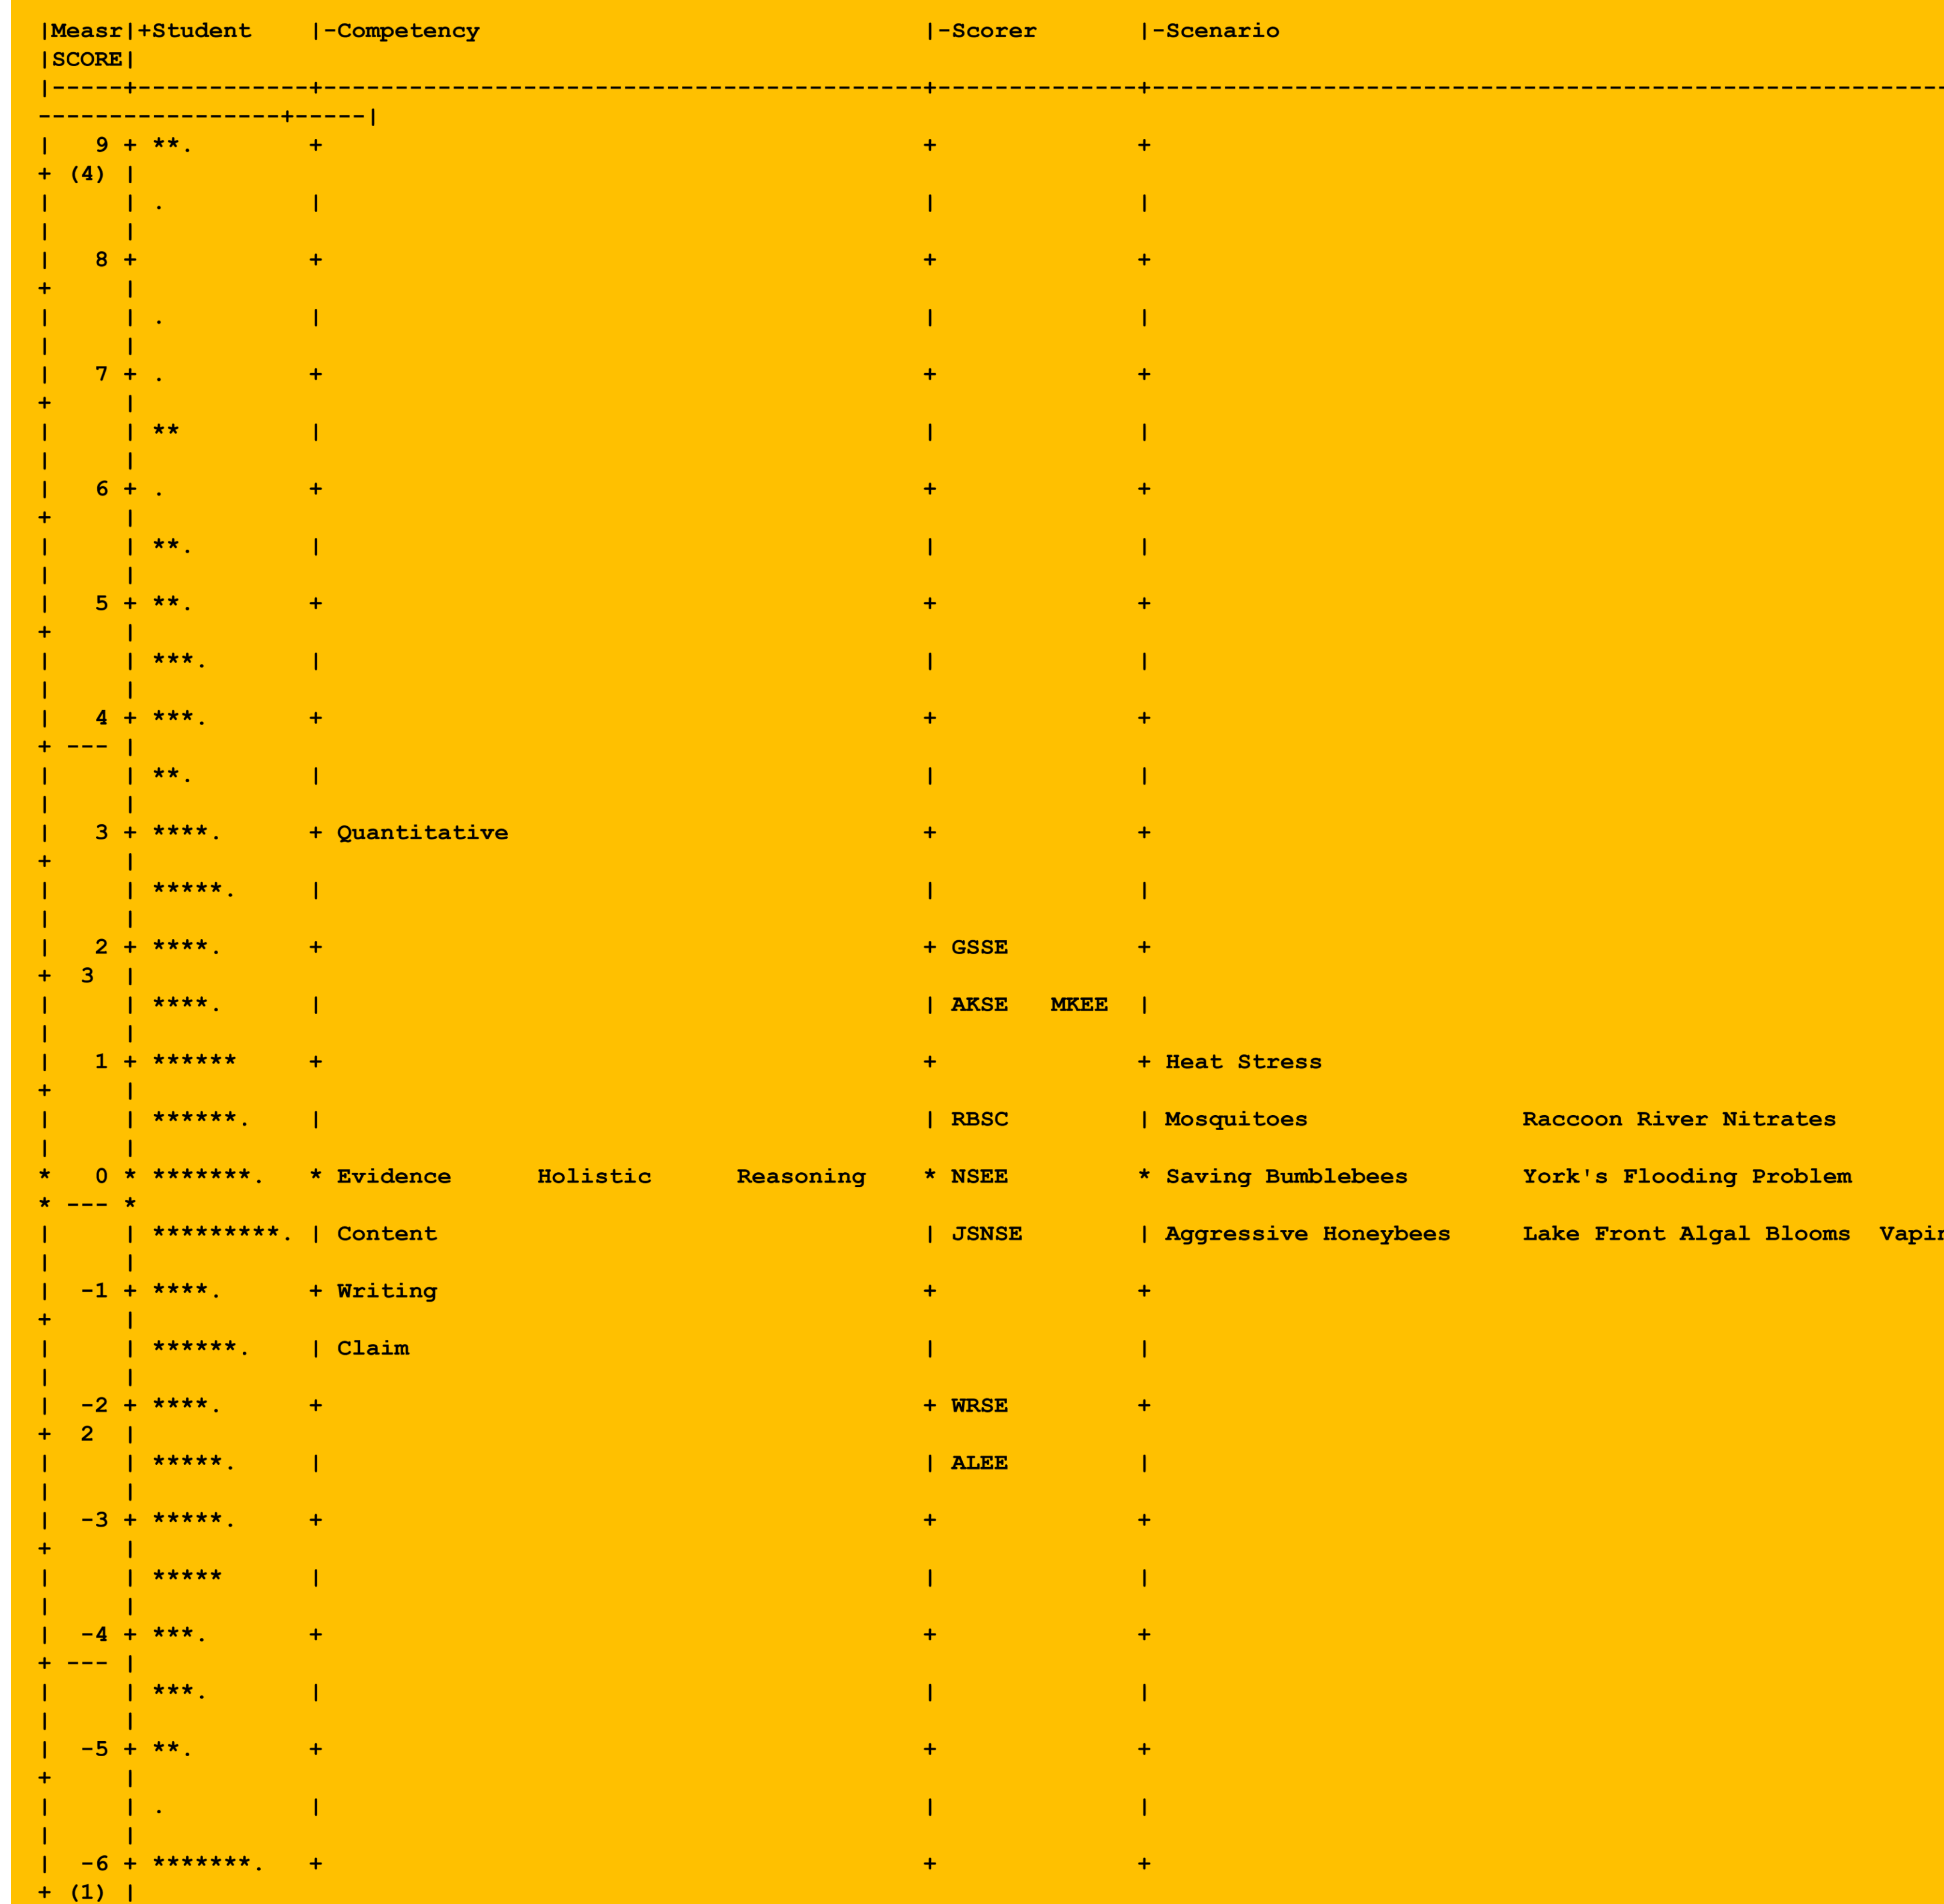 |Measr|+Student    |-Competency                               |-Scorer       |-Scenario
|SCORE|
|-----+------------+------------------------------------------+--------------+--------------------------------------------------------
-----------------+-----|
|   9 + **.        +                                          +              +
+ (4) |
|     | .          |                                          |              |
|     |
|   8 +            +                                          +              +
+     |
|     | .          |                                          |              |
|     |
|   7 + .          +                                          +              +
+     |
|     | **         |                                          |              |
|     |
|   6 + .          +                                          +              +
+     |
|     | **.        |                                          |              |
|     |
|   5 + **.        +                                          +              +
+     |
|     | ***.       |                                          |              |
|     |
|   4 + ***.       +                                          +              +
+ --- |
|     | **.        |                                          |              |
|     |
|   3 + ****.      + Quantitative                             +              +
+     |
|     | *****.     |                                          |              |
|     |
|   2 + ****.      +                                          + GSSE         +
+  3  |
|     | ****.      |                                          | AKSE   MKEE  |
|     |
|   1 + ******     +                                          +              + Heat Stress
+     |
|     | ******.    |                                          | RBSC         | Mosquitoes               Raccoon River Nitrates
|     |
*   0 * *******.   * Evidence      Holistic      Reasoning    * NSEE         * Saving Bumblebees        York's Flooding Problem
* --- *
|     | *********. | Content                                  | JSNSE        | Aggressive Honeybees     Lake Front Algal Blooms
|     |
|  -1 + ****.      + Writing                                  +              +
+     |
|     | ******.    | Claim                                    |              |
|     |
|  -2 + ****.      +                                          + WRSE         +
+  2  |
|     | *****.     |                                          | ALEE         |
|     |
|  -3 + *****.     +                                          +              +
+     |
|     | *****      |                                          |              |
|     |
|  -4 + ***.       +                                          +              +
+ --- |
|     | ***.       |                                          |              |
|     |
|  -5 + **.        +                                          +              +
+     |
|     | .          |                                          |              |
|     |
|  -6 + *******.   +                                          +              +
+ (1) |